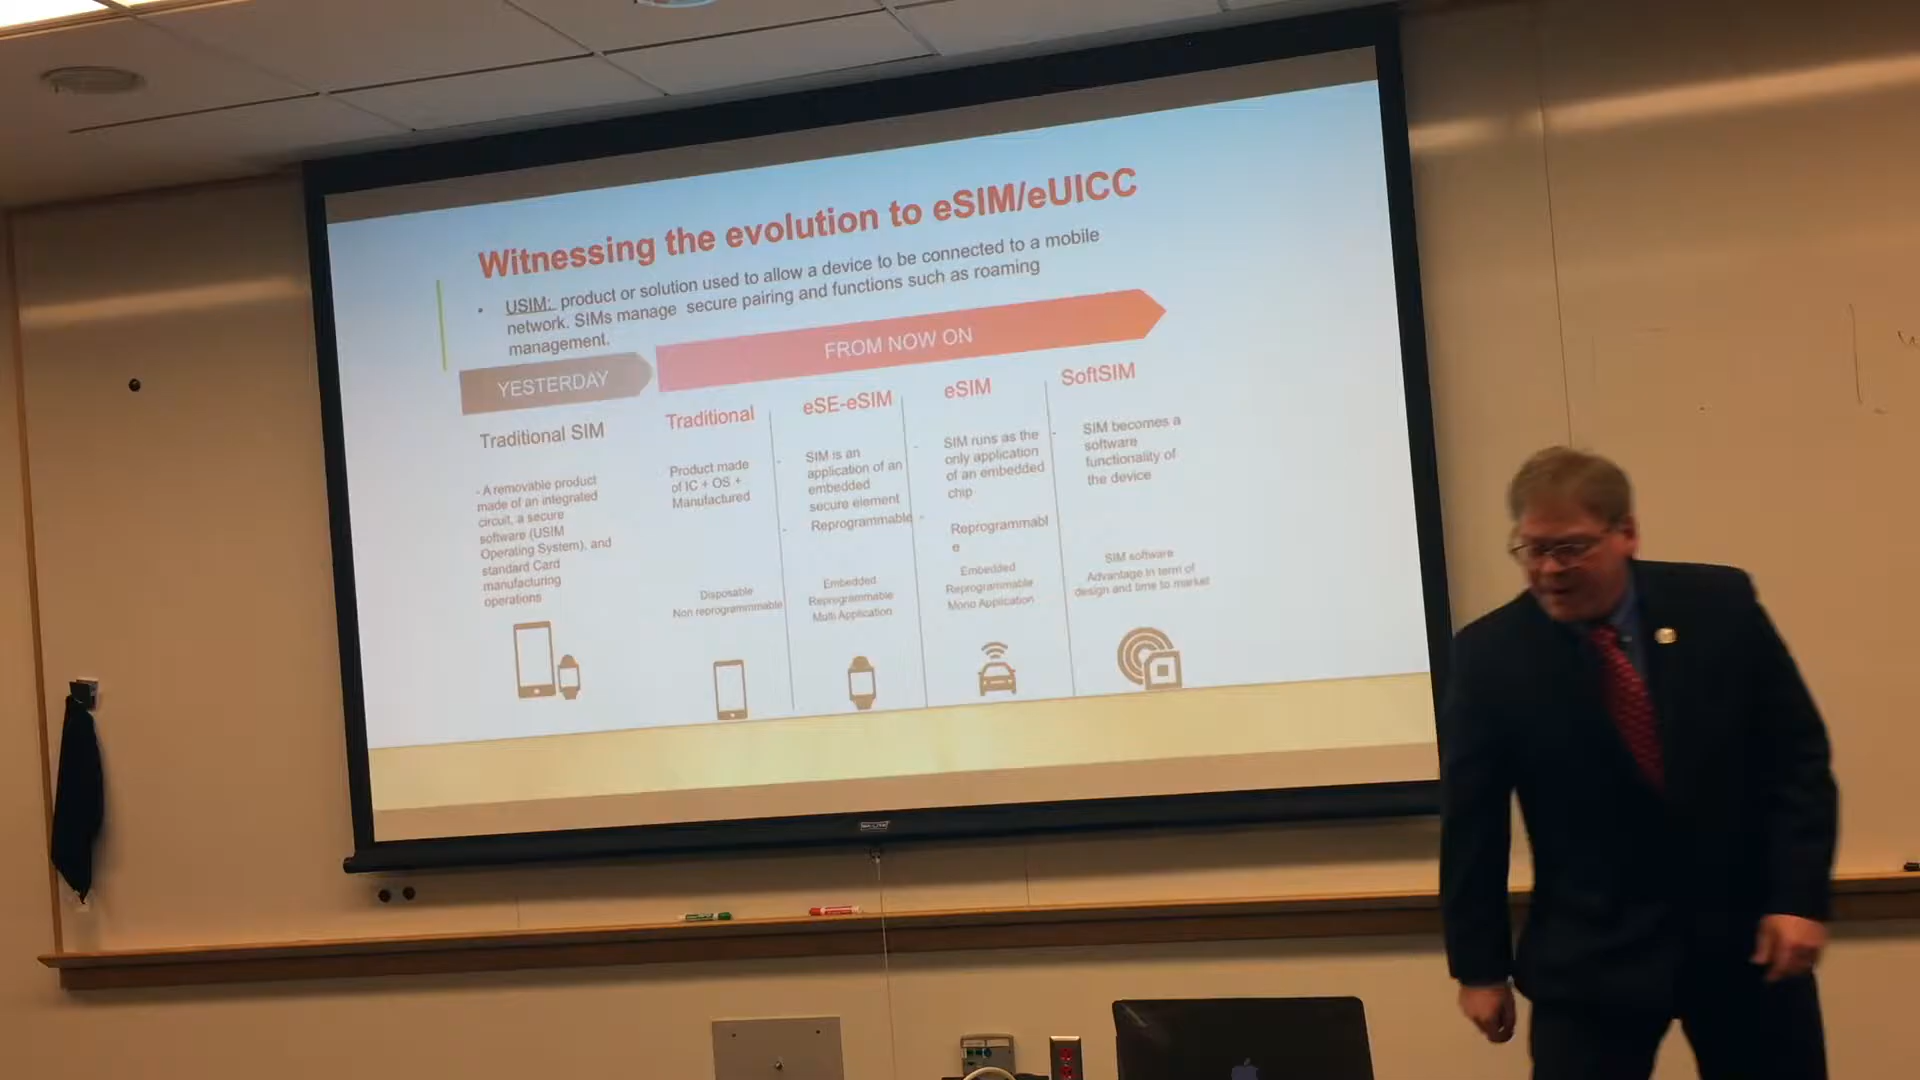 Witnessing the evolution to eSIM/eUICC
• USIM: product or solution used to allow a device to be connected to a mobile
network. SIMs manage secure pairing and functions such as roaming
management.
YESTERDAY
FROM NOW ON
Traditional SIM
- A removable product
made of an integrated
circuit, a secure
software (USIM
Operating System), and
standard Card
manufacturing
operations
Traditional
Product made
of IC + OS +
Manufactured
Disposable
Non reprogrammmable
eSE-eSIM
- SIM is an
application of an
embedded
secure element
- Reprogrammable
Embedded
Reprogrammable
Multi Application
eSIM
- SIM runs as the
only application
of an embedded
chip
- Reprogrammabl
e
Embedded
Reprogrammable
Mono Application
SoftSIM
- SIM becomes a
software
functionality of
the device
SIM software
Advantage in term of
design and time to market